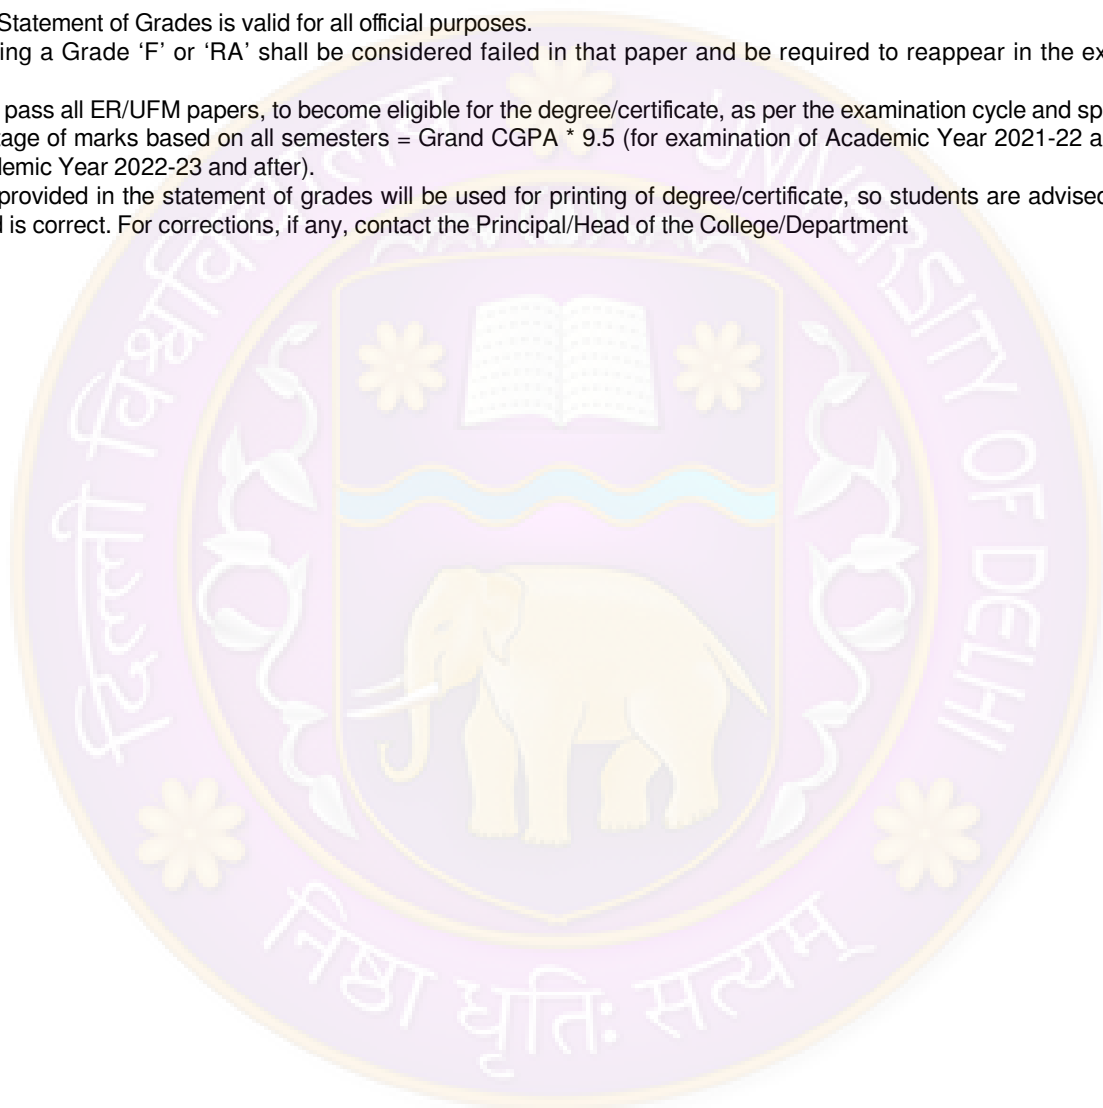 Statement of Grades is valid for all official purposes.
ing a Grade ‘F’ or ‘RA’ shall be considered failed in that paper and be required to reappear in the ex
pass all ER/UFM papers, to become eligible for the degree/certificate, as per the examination cycle and sp
tage of marks based on all semesters = Grand CGPA * 9.5 (for examination of Academic Year 2021-22 a
demic Year 2022-23 and after).
provided in the statement of grades will be used for printing of degree/certificate, so students are advised
is correct. For corrections, if any, contact the Principal/Head of the College/Department
दिल्ली विश्वविद्यालय
UNIVERSITY OF DELHI
निष्ठा धृतिः सत्यम्